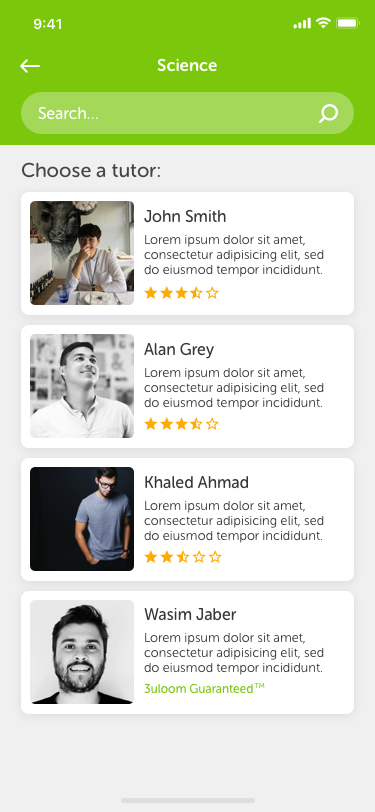 9:41
Science
Search...
Choose a tutor:
John Smith
Lorem ipsum dolor sit amet,
consectetur adipisicing elit, sed
do eiusmod tempor incididunt.
Alan Grey
Lorem ipsum dolor sit amet,
consectetur adipisicing elit, sed
do eiusmod tempor incididunt.
Khaled Ahmad
Lorem ipsum dolor sit amet,
consectetur adipisicing elit, sed
do eiusmod tempor incididunt.
Wasim Jaber
Lorem ipsum dolor sit amet,
consectetur adipisicing elit, sed
do eiusmod tempor incididunt.
3uloom Guaranteed™